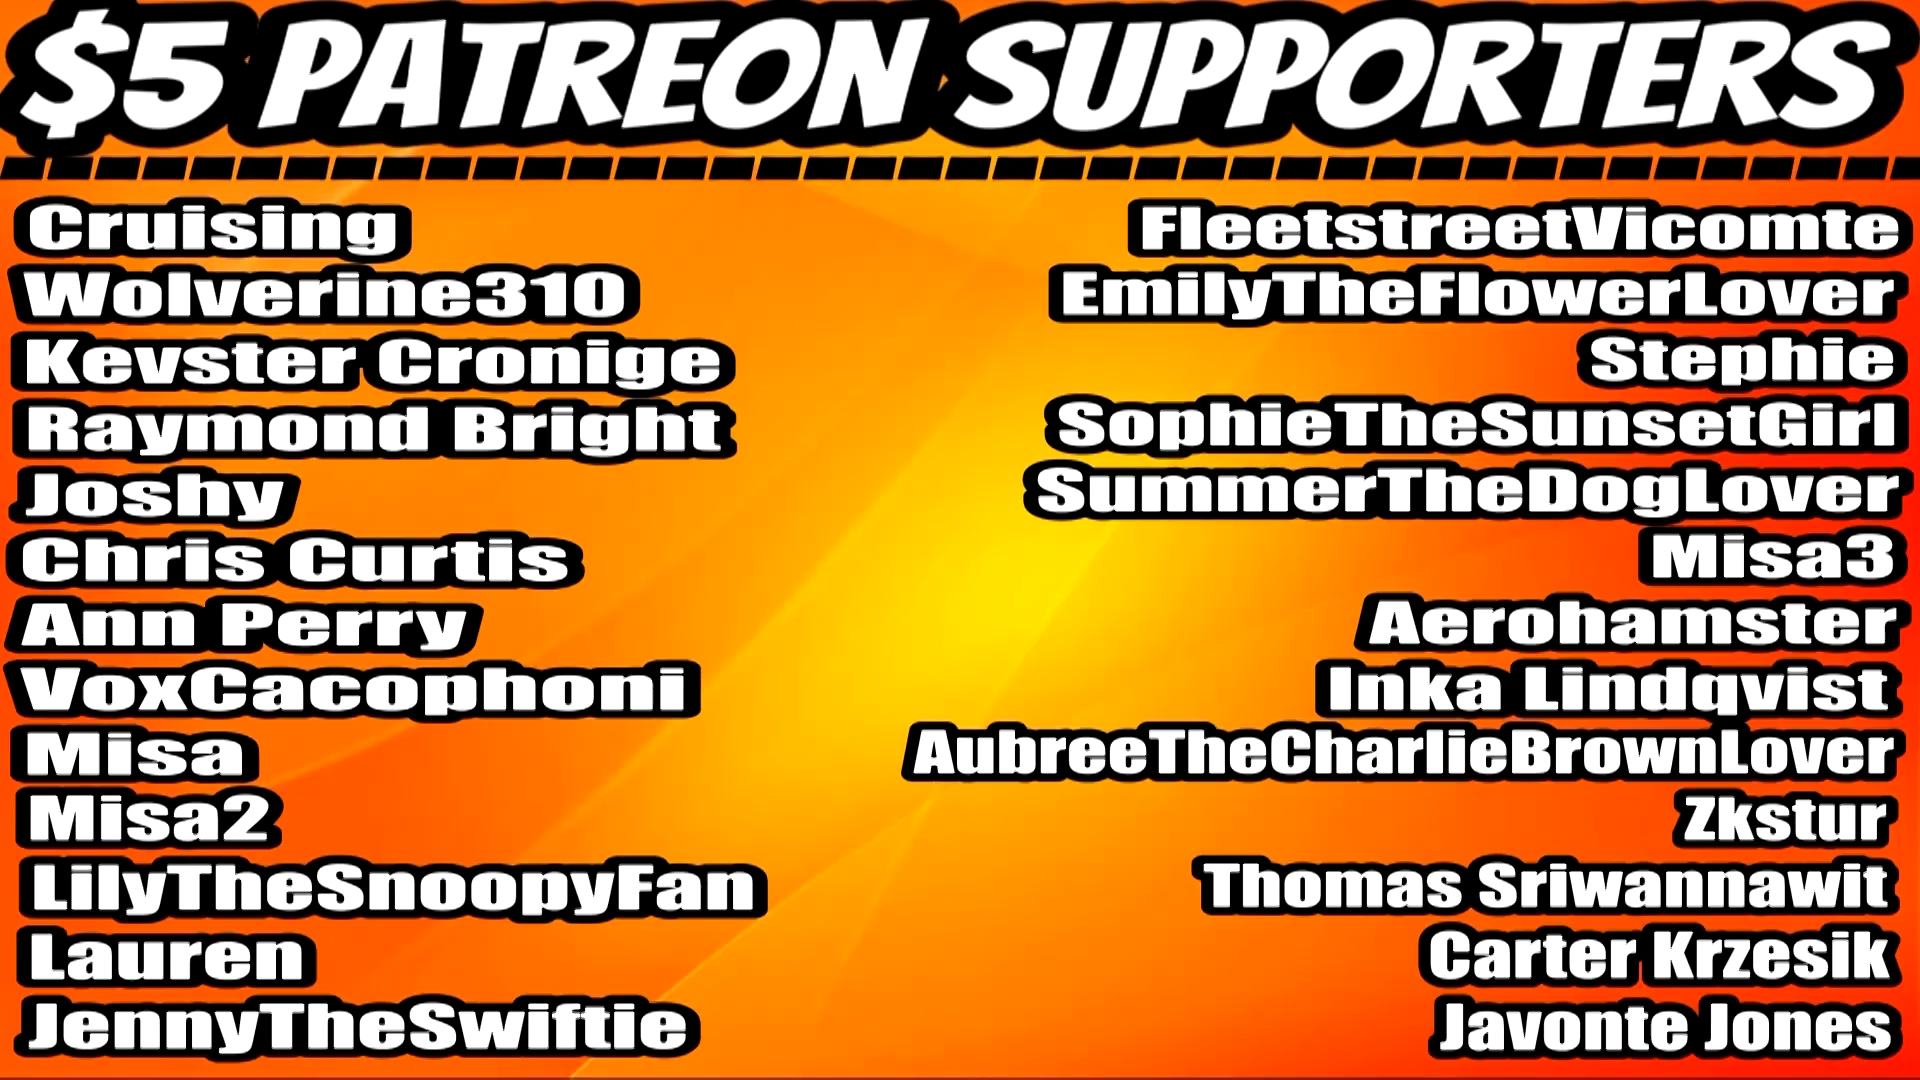 $5 PATREON SUPPORTERS
Cruising
Wolverine310
Kevster Cronige
Raymond Bright
Joshy
Chris Curtis
Ann Perry
VoxCacophoni
Misa
Misa2
LilyTheSnoopyFan
Lauren
JennyTheSwiftie
FleetstreetVicomte
EmilyTheFlowerLover
Stephie
SophieTheSunsetGirl
SummerTheDogLover
Misa3
Aerohamster
Inka Lindqvist
AubreeTheCharlieBrownLover
Zkstur
Thomas Sriwannawit
Carter Krzesik
Javonte Jones